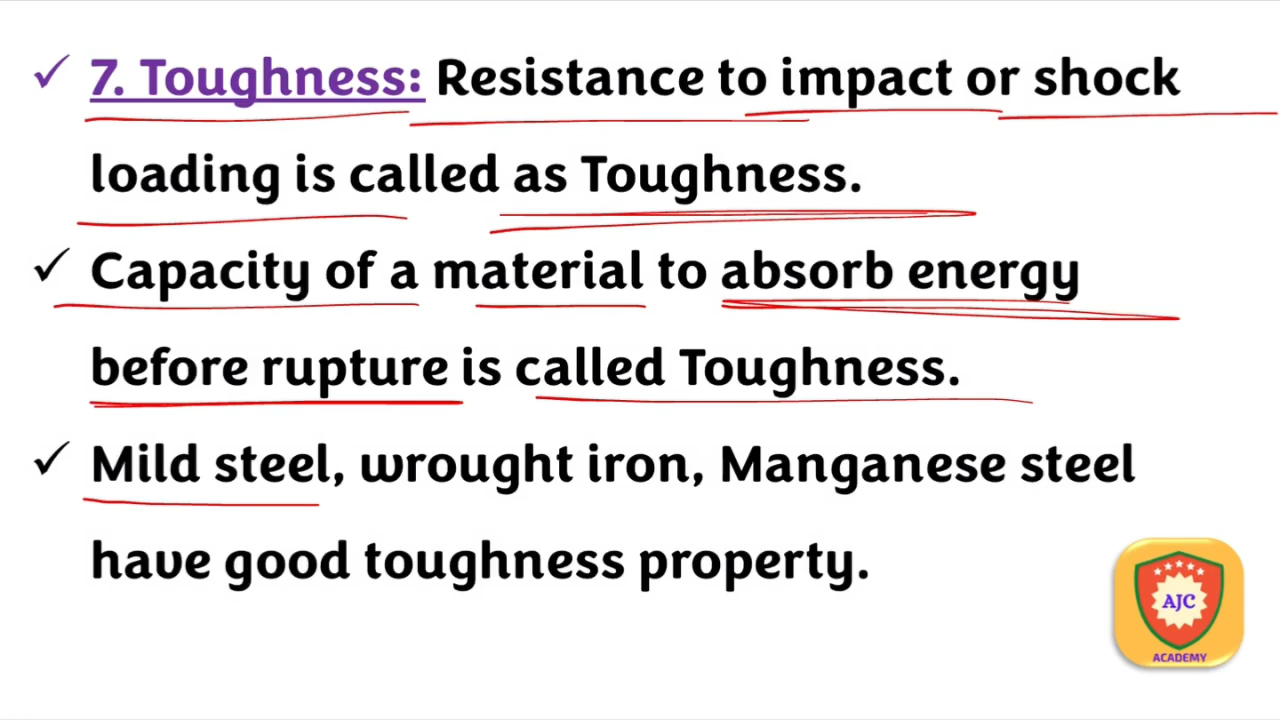 ✓ 7. Toughness: Resistance to impact or shock
loading is called as Toughness.
✓ Capacity of a material to absorb energy
before rupture is called Toughness.
✓ Mild steel, wrought iron, Manganese steel
have good toughness property.
AJC
ACADEMY